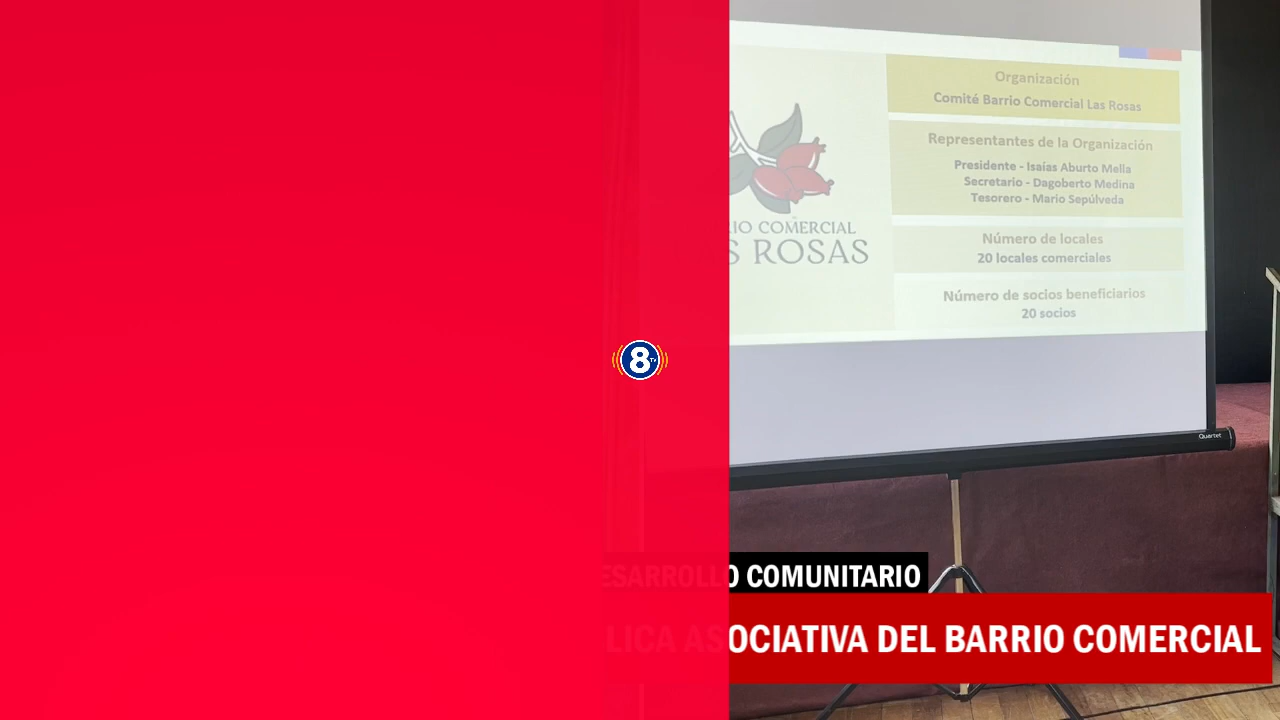 Organización
Comité Barrio Comercial Las Rosas
Representantes de la Organización
Presidente - Isaías Aburto Mella
Secretario - Dagoberto Medina
Tesorero - Mario Sepúlveda
Número de locales
20 locales comerciales
Número de socios beneficiarios
20 socios
COMERCIAL
ROSAS
8TV
Quartet
ESARROLLO COMUNITARIO
LICA ASOCIATIVA DEL BARRIO COMERCIAL